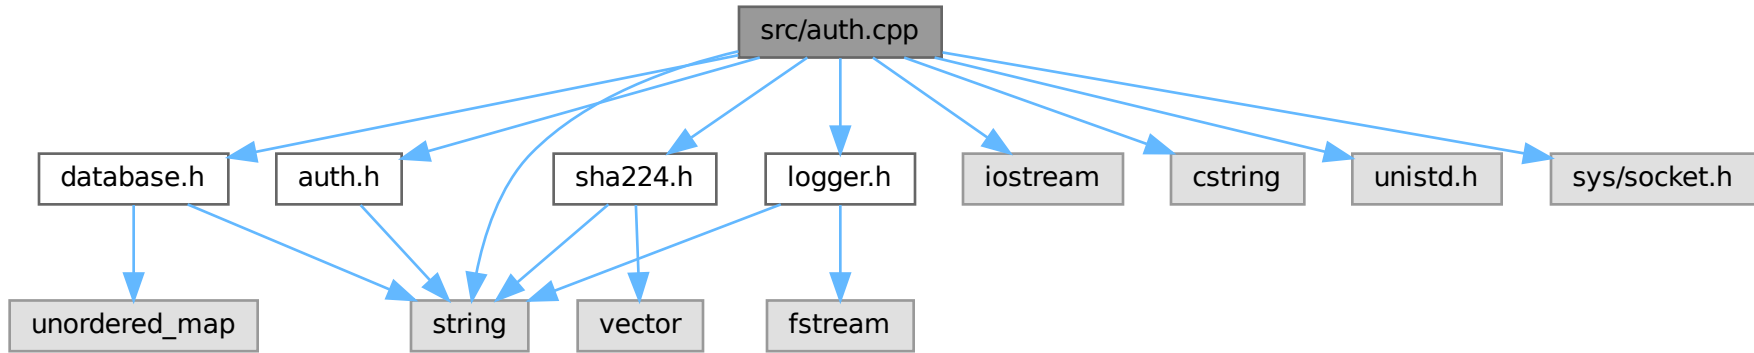 src/auth.cpp
database.h
auth.h
sha224.h
logger.h
iostream
cstring
unistd.h
sys/socket.h
unordered_map
string
vector
fstream